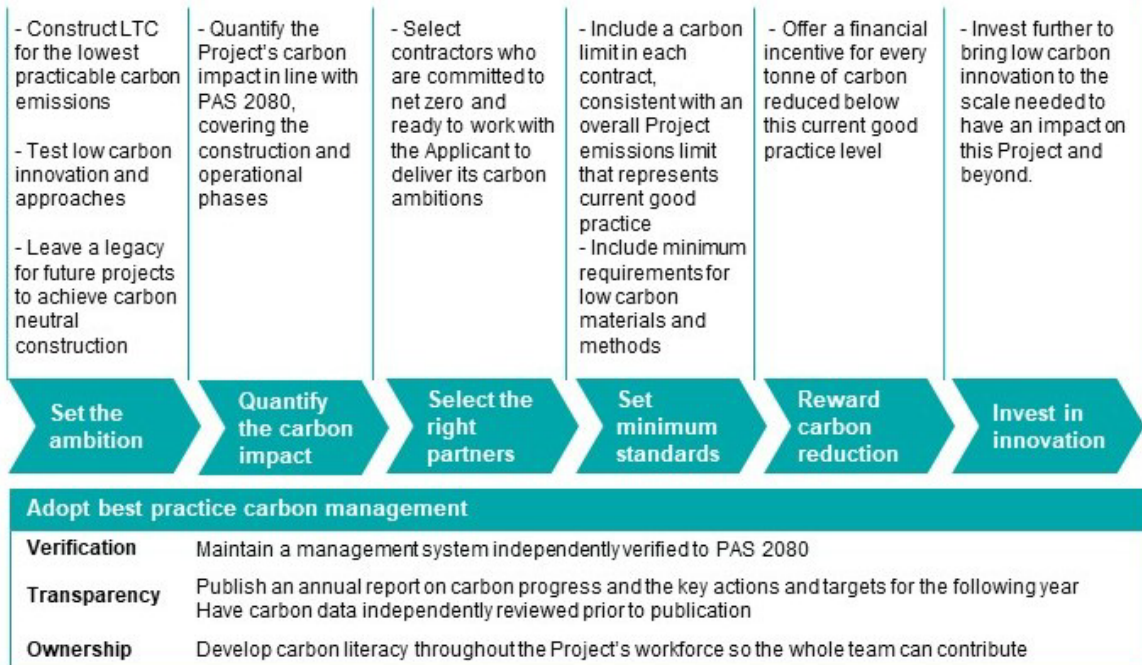 - Construct LTC
for the lowest
practicable carbon
emissions
- Test low carbon
innovation and
approaches
- Leave a legacy
for future projects
to achieve carbon
neutral
construction
- Quantify the
Project's carbon
impact in line with
PAS 2080,
covering the
construction and
operational
phases
- Select
contractors who
are committed to
net zero and
ready to work with
the Applicant to
deliver its carbon
ambitions
- Include a carbon
limit in each
contract,
consistent with an
overall Project
emissions limit
that represents
current good
practice
- Include minimum
requirements for
low carbon
materials and
methods
- Offer a financial
incentive for every
tonne of carbon
reduced below
this current good
practice level
- Invest further to
bring low carbon
innovation to the
scale needed to
have an impact on
this Project and
beyond.
Set the
ambition
Quantify
the carbon
impact
Select the
right
partners
Set
minimum
standards
Reward
carbon
reduction
Invest in
innovation
Adopt best practice carbon management
Verification Maintain a management system independently verified to PAS 2080
Transparency Publish an annual report on carbon progress and the key actions and targets for the following year
Have carbon data independently reviewed prior to publication
Ownership Develop carbon literacy throughout the Project's workforce so the whole team can contribute